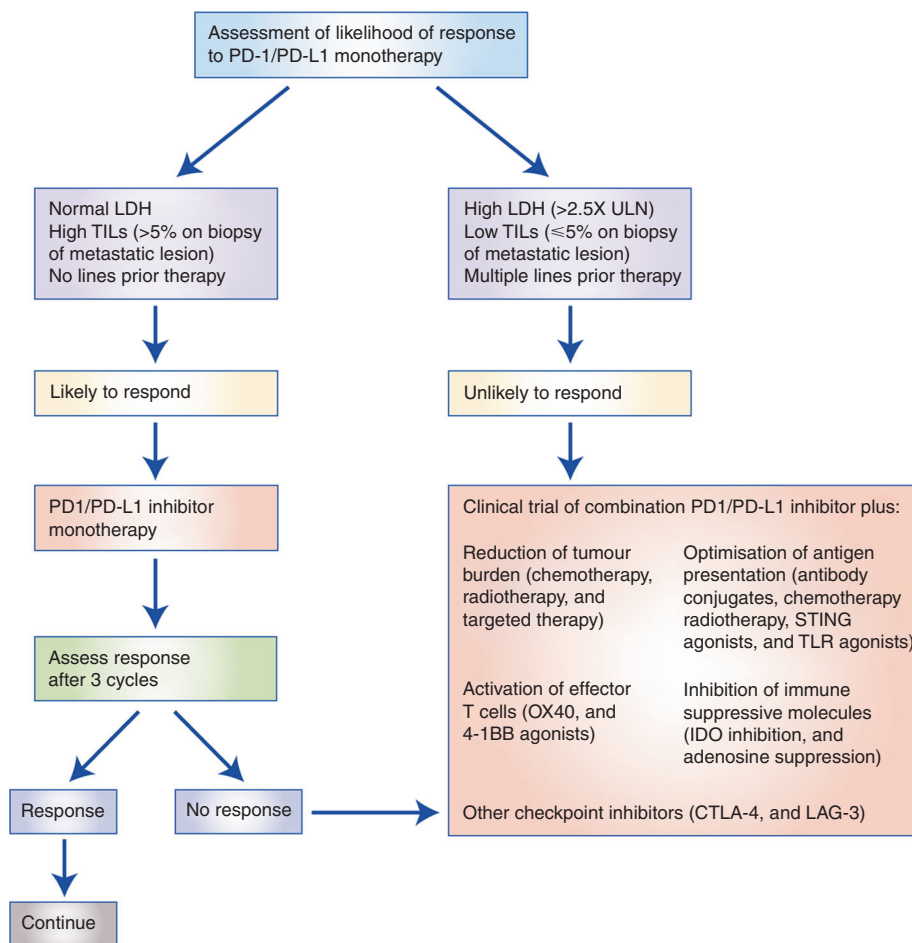 Assessment of likelihood of response
to PD-1/PD-L1 monotherapy
Normal LDH
High TILs (>5% on biopsy
of metastatic lesion)
No lines prior therapy
High LDH (>2.5X ULN)
Low TILs (⩽5% on biopsy
of metastatic lesion)
Multiple lines prior therapy
Likely to respond
Unlikely to respond
PD1/PD-L1 inhibitor
monotherapy
Assess response
after 3 cycles
Response
No response
Continue
Clinical trial of combination PD1/PD-L1 inhibitor plus:
Reduction of tumour
burden (chemotherapy,
radiotherapy, and
targeted therapy)
Optimisation of antigen
presentation (antibody
conjugates, chemotherapy
radiotherapy, STING
agonists, and TLR agonists)
Activation of effector
T cells (OX40, and
4-1BB agonists)
Inhibition of immune
suppressive molecules
(IDO inhibition, and
adenosine suppression)
Other checkpoint inhibitors (CTLA-4, and LAG-3)